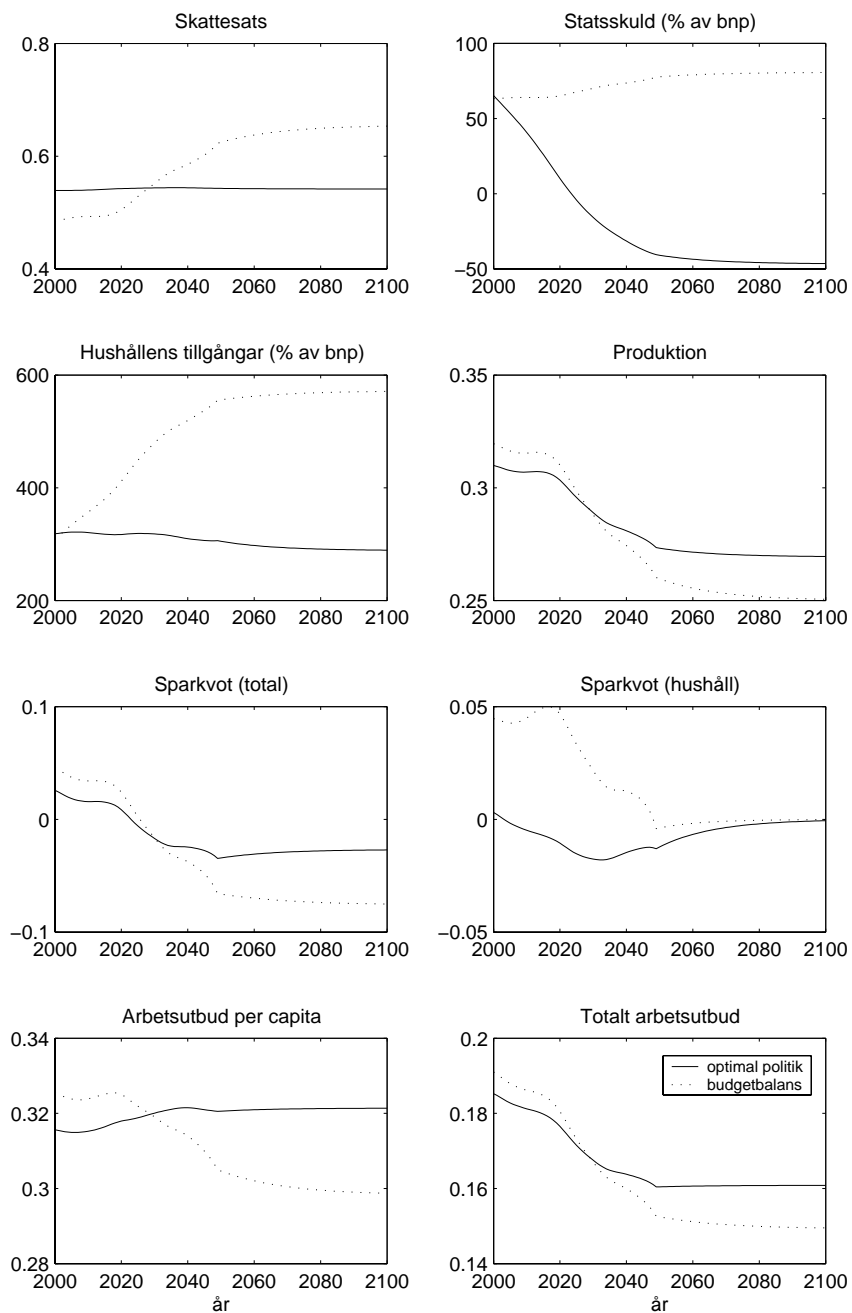 Skattesats
0.8
0.6
0.4
2000 2020 2040 2060 2080 2100
Statsskuld (% av bnp)
100
50
0
−50
2000 2020 2040 2060 2080 2100
Hushållens tillgångar (% av bnp)
600
400
200
2000 2020 2040 2060 2080 2100
Produktion
0.35
0.3
0.25
2000 2020 2040 2060 2080 2100
Sparkvot (total)
0.1
0
−0.1
2000 2020 2040 2060 2080 2100
Sparkvot (hushåll)
0.05
0
−0.05
2000 2020 2040 2060 2080 2100
Arbetsutbud per capita
0.34
0.32
0.3
0.28
2000 2020 2040 2060 2080 2100
år
Totalt arbetsutbud
0.2
0.18
0.16
0.14
optimal politik
budgetbalans
2000 2020 2040 2060 2080 2100
år